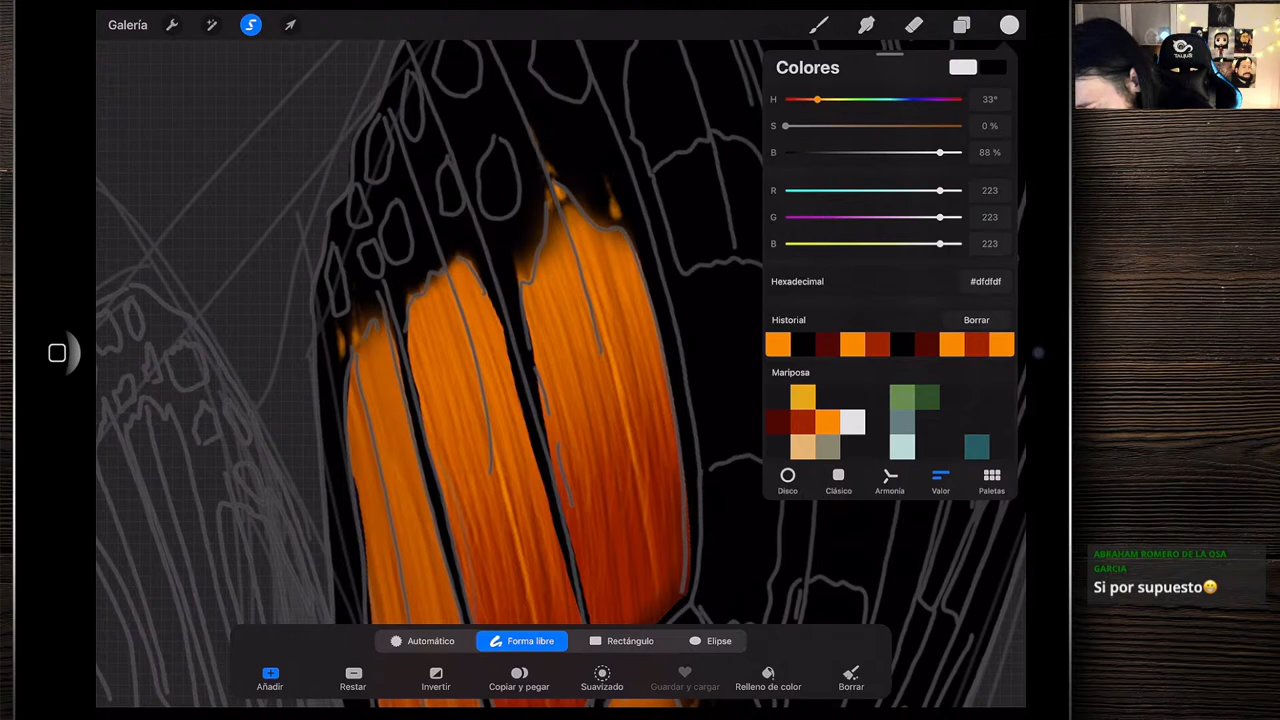 Galería
Colores
H 33°
S 0 %
B 88 %
R 223
G 223
B 223
Hexadecimal #dfdfdf
Historial Borrar
Mariposa
Disco Clásico Armonía Valor Paletas
Automático Forma libre Rectángulo Elipse
Añadir Restar Invertir Copiar y pegar Suavizado Guardar y cargar Relleno de color Borrar
ABRAHAM ROMERO DE LA OSA
GARCIA
Si por supuesto😁